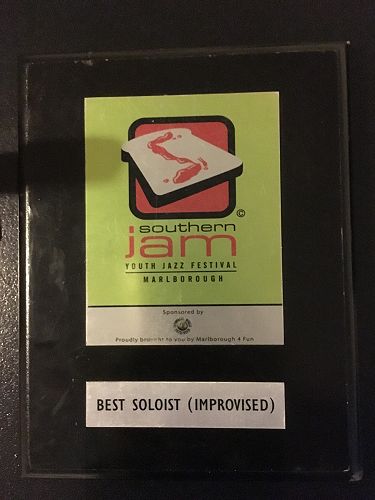 ©
southern
jam
YOUTH JAZZ FESTIVAL
MARLBOROUGH
Sponsored by
Proudly brought to you by Marlborough 4 Fun
BEST SOLOIST (IMPROVISED)